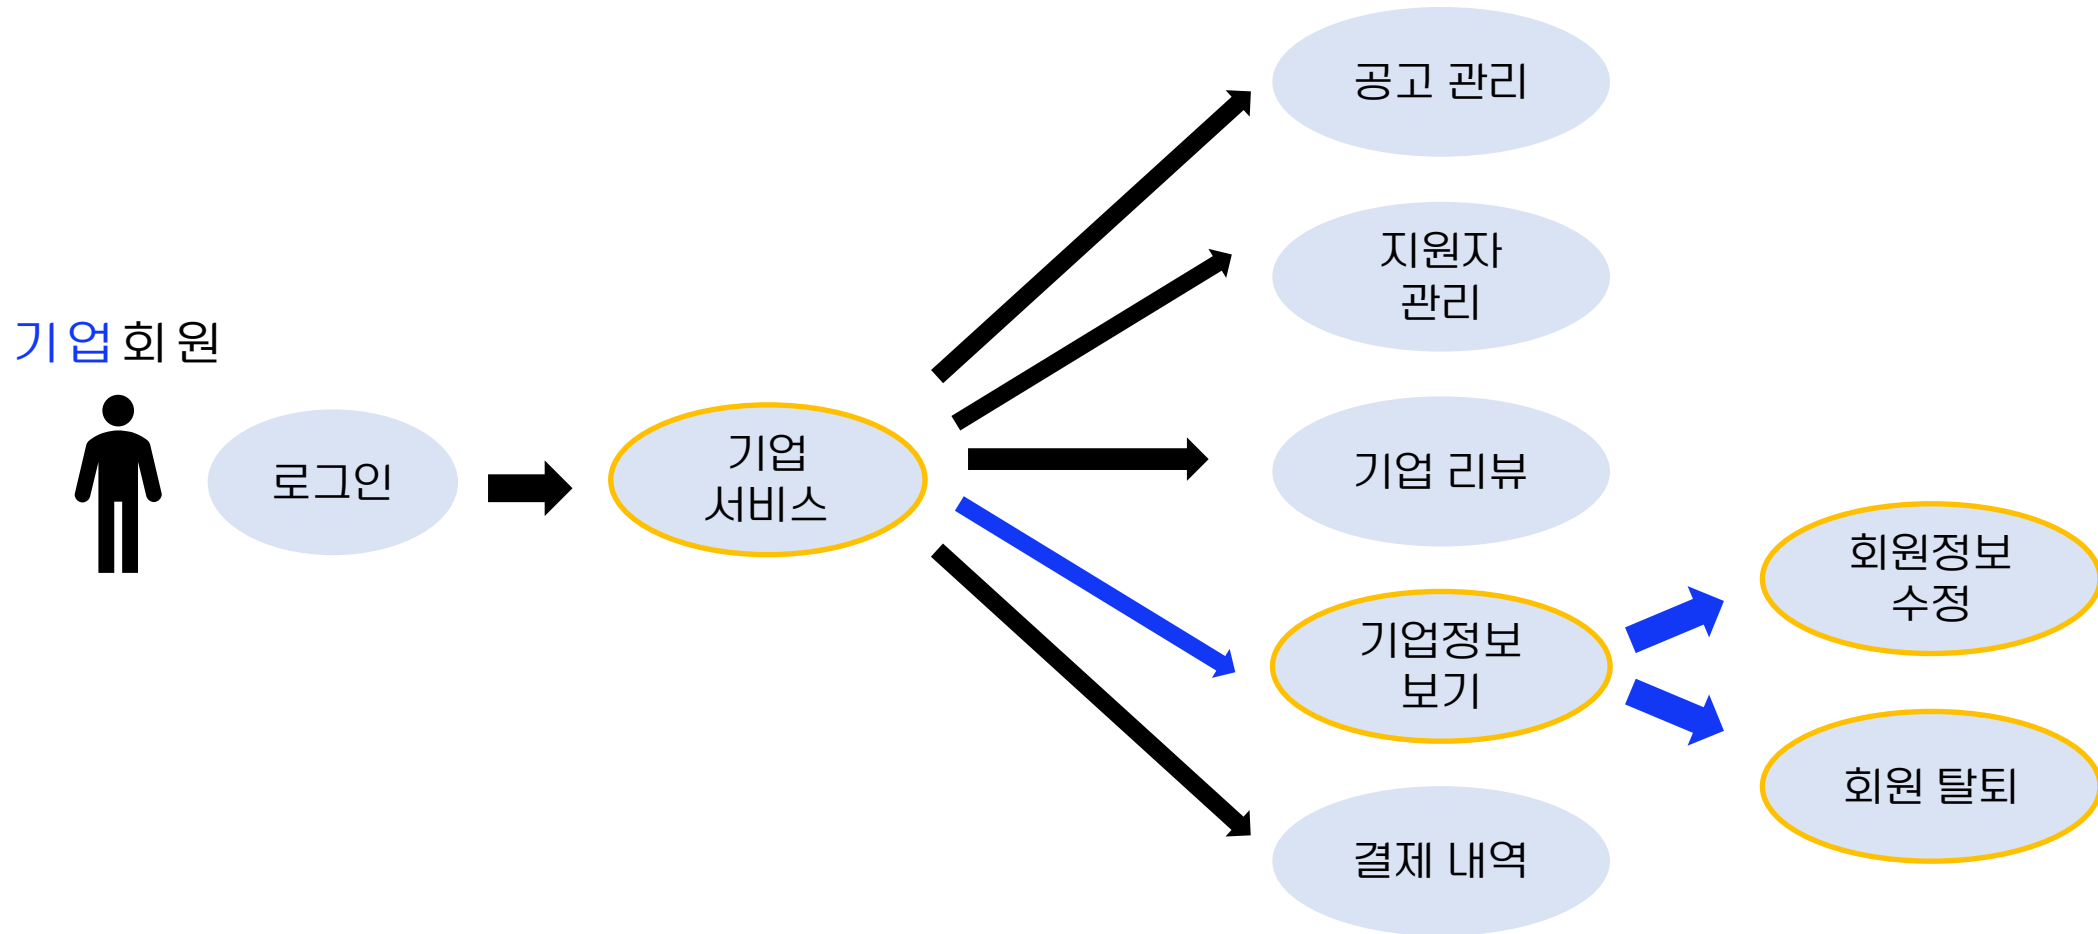 기업회원
로그인
기업
서비스
공고 관리
지원자
관리
기업 리뷰
기업정보
보기
결제 내역
회원정보
수정
회원 탈퇴